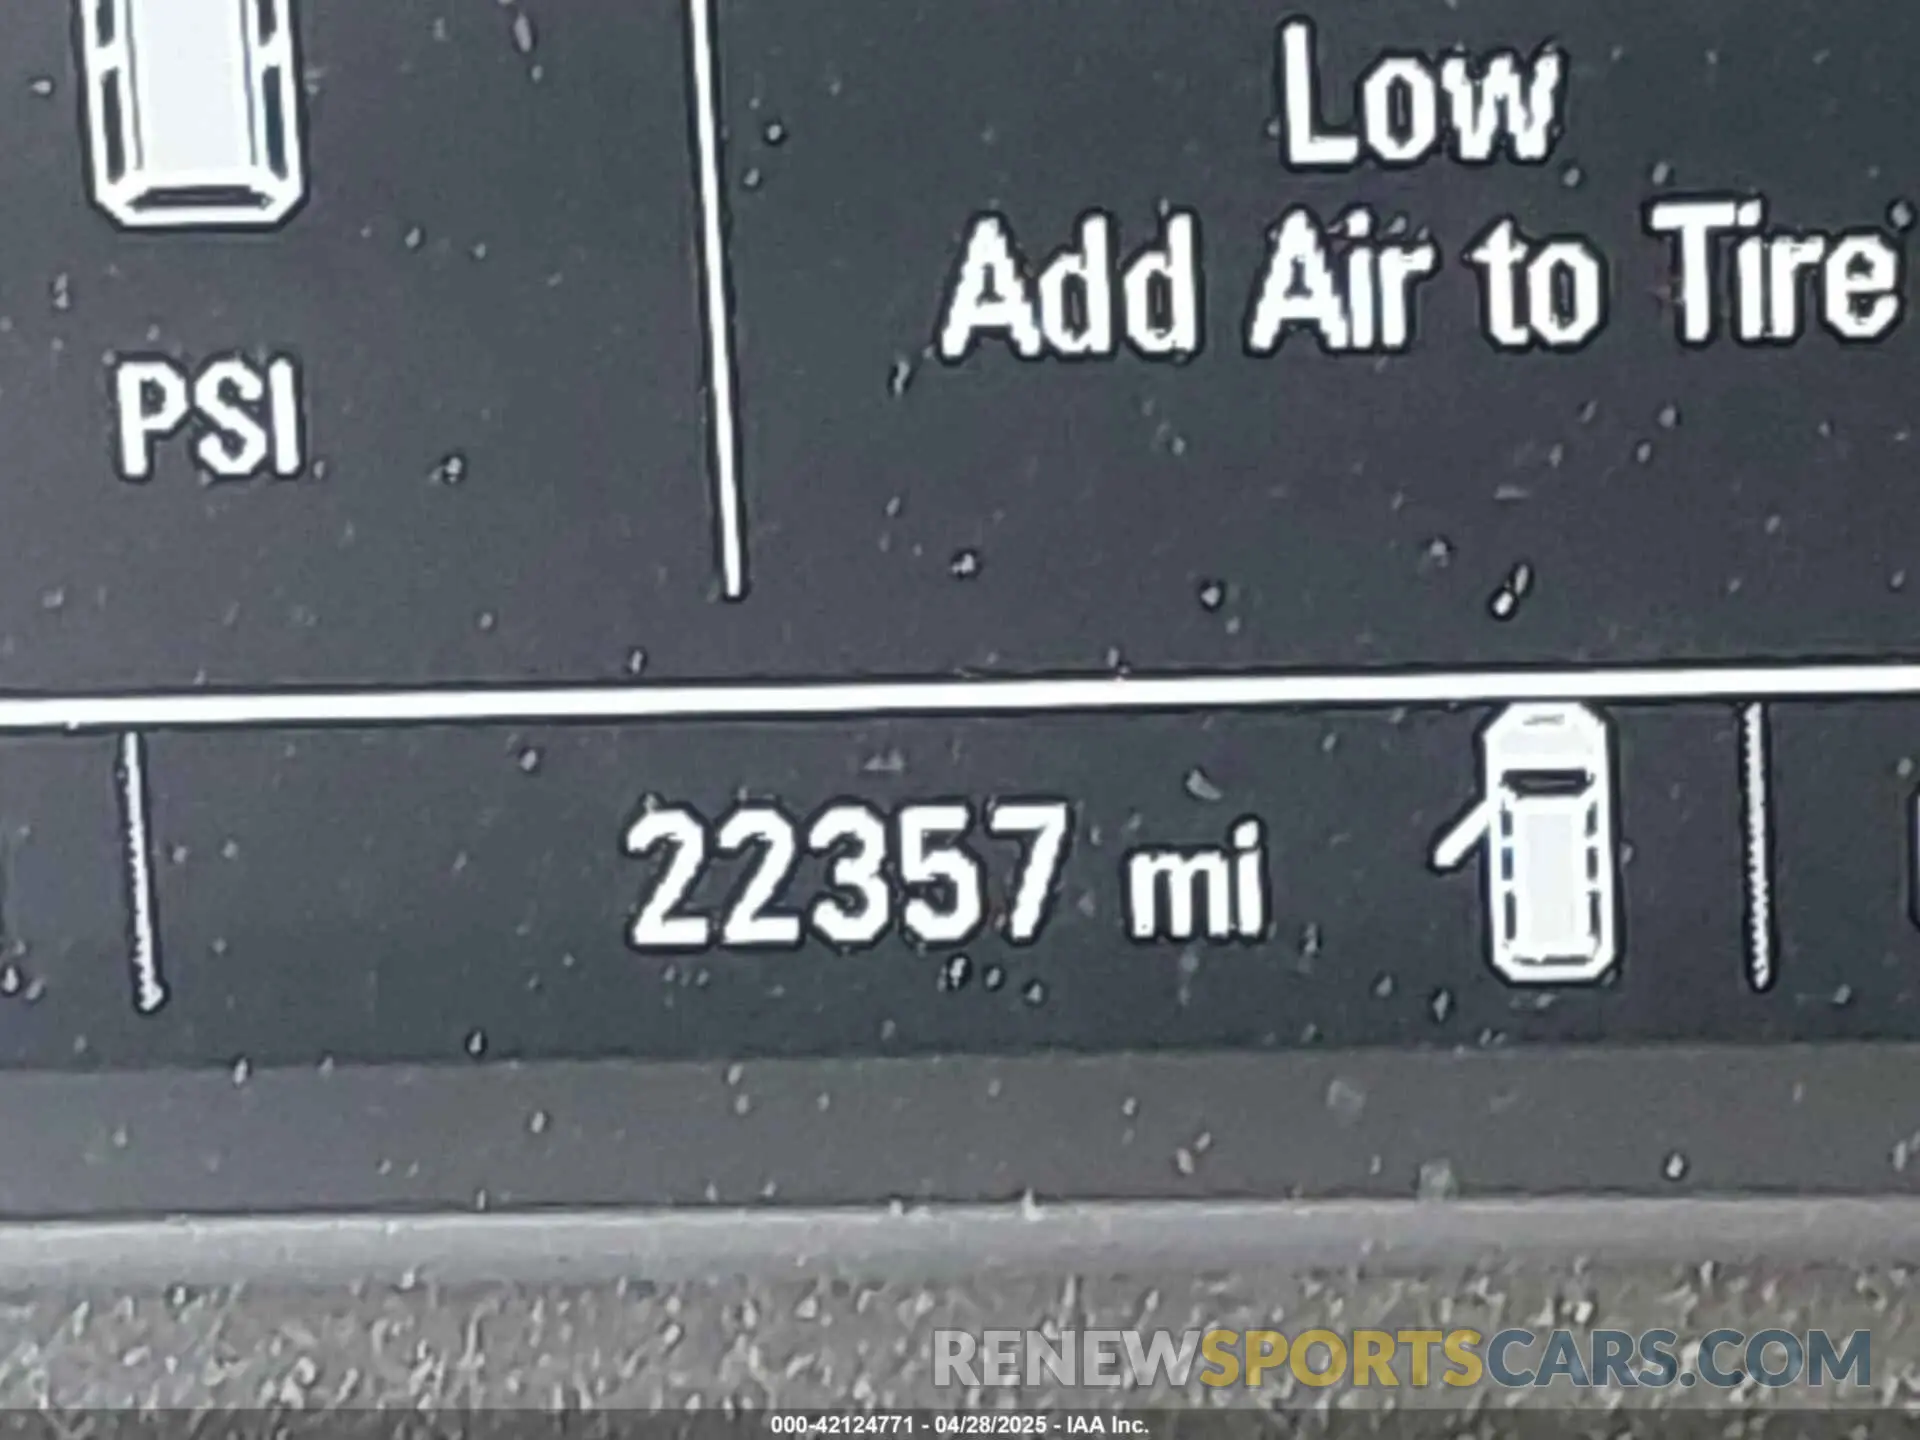 Low
Add Air to Tire
PSI
22357 mi
RENEWSPORTSCARS.COM
000-42124771 - 04/28/2025 - IAA Inc.